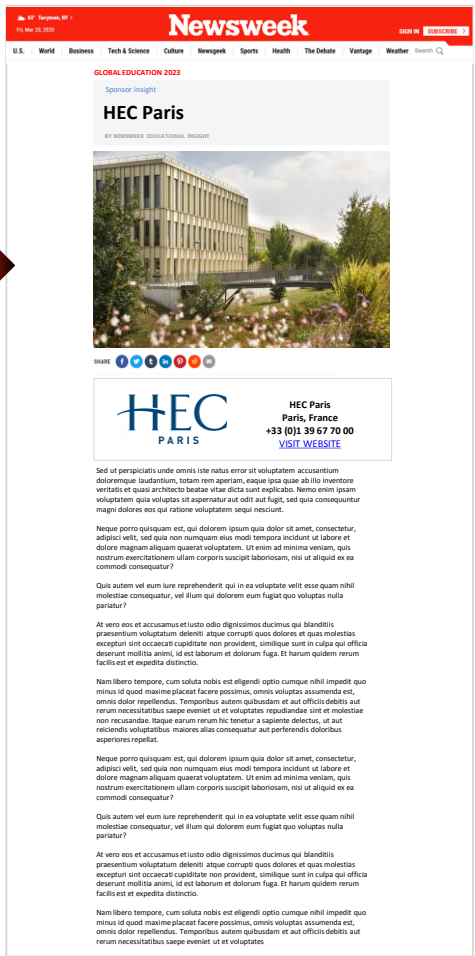 63° Tarrytown, NY >
Fri, Mar 20, 2020
Newsweek
SIGN IN SUBSCRIBE >
U.S. World Business Tech & Science Culture Newsgeek Sports Health The Debate Vantage Weather Search
GLOBAL EDUCATION 2023
Sponsor insight
HEC Paris
BY NEWSWEEK EDUCATIONAL INSIGHT
SHARE
HEC
PARIS
HEC Paris
Paris, France
+33 (0)1 39 67 70 00
VISIT WEBSITE
Sed ut perspiciatis unde omnis iste natus error sit voluptatem accusantium
doloremque laudantium, totam rem aperiam, eaque ipsa quae ab illo inventore
veritatis et quasi architecto beatae vitae dicta sunt explicabo. Nemo enim ipsam
voluptatem quia voluptas sit aspernatur aut odit aut fugit, sed quia consequuntur
magni dolores eos qui ratione voluptatem sequi nesciunt.
Neque porro quisquam est, qui dolorem ipsum quia dolor sit amet, consectetur,
adipisci velit, sed quia non numquam eius modi tempora incidunt ut labore et
dolore magnam aliquam quaerat voluptatem. Ut enim ad minima veniam, quis
nostrum exercitationem ullam corporis suscipit laboriosam, nisi ut aliquid ex ea
commodi consequatur?
Quis autem vel eum iure reprehenderit qui in ea voluptate velit esse quam nihil
molestiae consequatur, vel illum qui dolorem eum fugiat quo voluptas nulla
pariatur?
At vero eos et accusamus et iusto odio dignissimos ducimus qui blanditiis
praesentium voluptatum deleniti atque corrupti quos dolores et quas molestias
excepturi sint occaecati cupiditate non provident, similique sunt in culpa qui officia
deserunt mollitia animi, id est laborum et dolorum fuga. Et harum quidem rerum
facilis est et expedita distinctio.
Nam libero tempore, cum soluta nobis est eligendi optio cumque nihil impedit quo
minus id quod maxime placeat facere possimus, omnis voluptas assumenda est,
omnis dolor repellendus. Temporibus autem quibusdam et aut officiis debitis aut
rerum necessitatibus saepe eveniet ut et voluptates repudiandae sint et molestiae
non recusandae. Itaque earum rerum hic tenetur a sapiente delectus, ut aut
reiciendis voluptatibus maiores alias consequatur aut perferendis doloribus
asperiores repellat.
Neque porro quisquam est, qui dolorem ipsum quia dolor sit amet, consectetur,
adipisci velit, sed quia non numquam eius modi tempora incidunt ut labore et
dolore magnam aliquam quaerat voluptatem. Ut enim ad minima veniam, quis
nostrum exercitationem ullam corporis suscipit laboriosam, nisi ut aliquid ex ea
commodi consequatur?
Quis autem vel eum iure reprehenderit qui in ea voluptate velit esse quam nihil
molestiae consequatur, vel illum qui dolorem eum fugiat quo voluptas nulla
pariatur?
At vero eos et accusamus et iusto odio dignissimos ducimus qui blanditiis
praesentium voluptatum deleniti atque corrupti quos dolores et quas molestias
excepturi sint occaecati cupiditate non provident, similique sunt in culpa qui officia
deserunt mollitia animi, id est laborum et dolorum fuga. Et harum quidem rerum
facilis est et expedita distinctio.
Nam libero tempore, cum soluta nobis est eligendi optio cumque nihil impedit quo
minus id quod maxime placeat facere possimus, omnis voluptas assumenda est,
omnis dolor repellendus. Temporibus autem quibusdam et aut officiis debitis aut
rerum necessitatibus saepe eveniet ut et voluptates